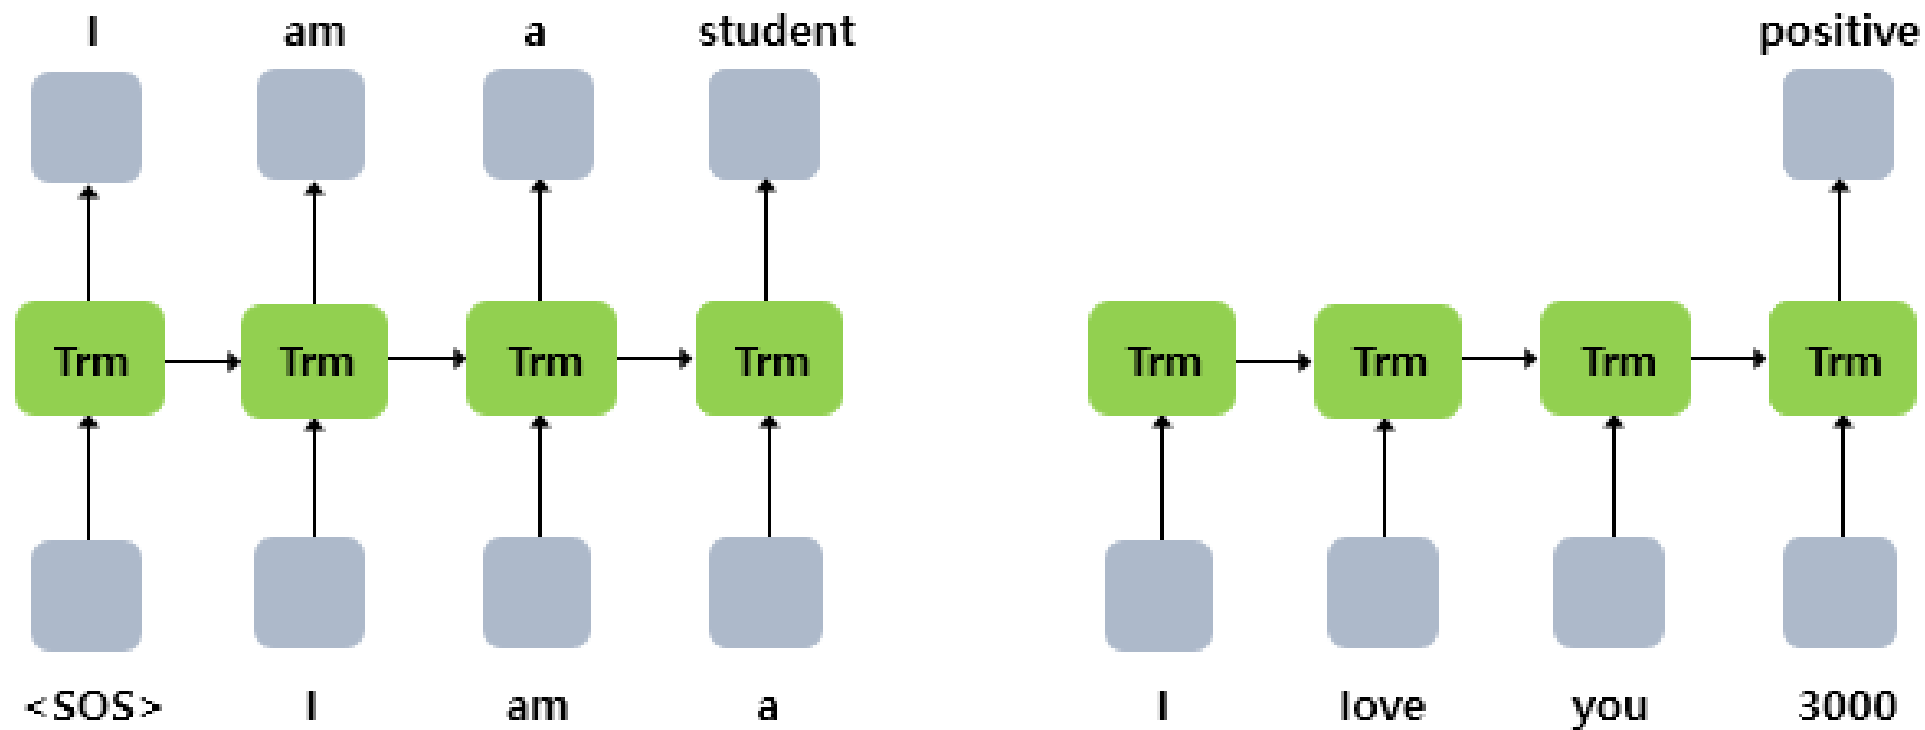 I am a student positive
Trm Trm Trm Trm Trm Trm Trm Trm
<SOS> I am a I love you 3000